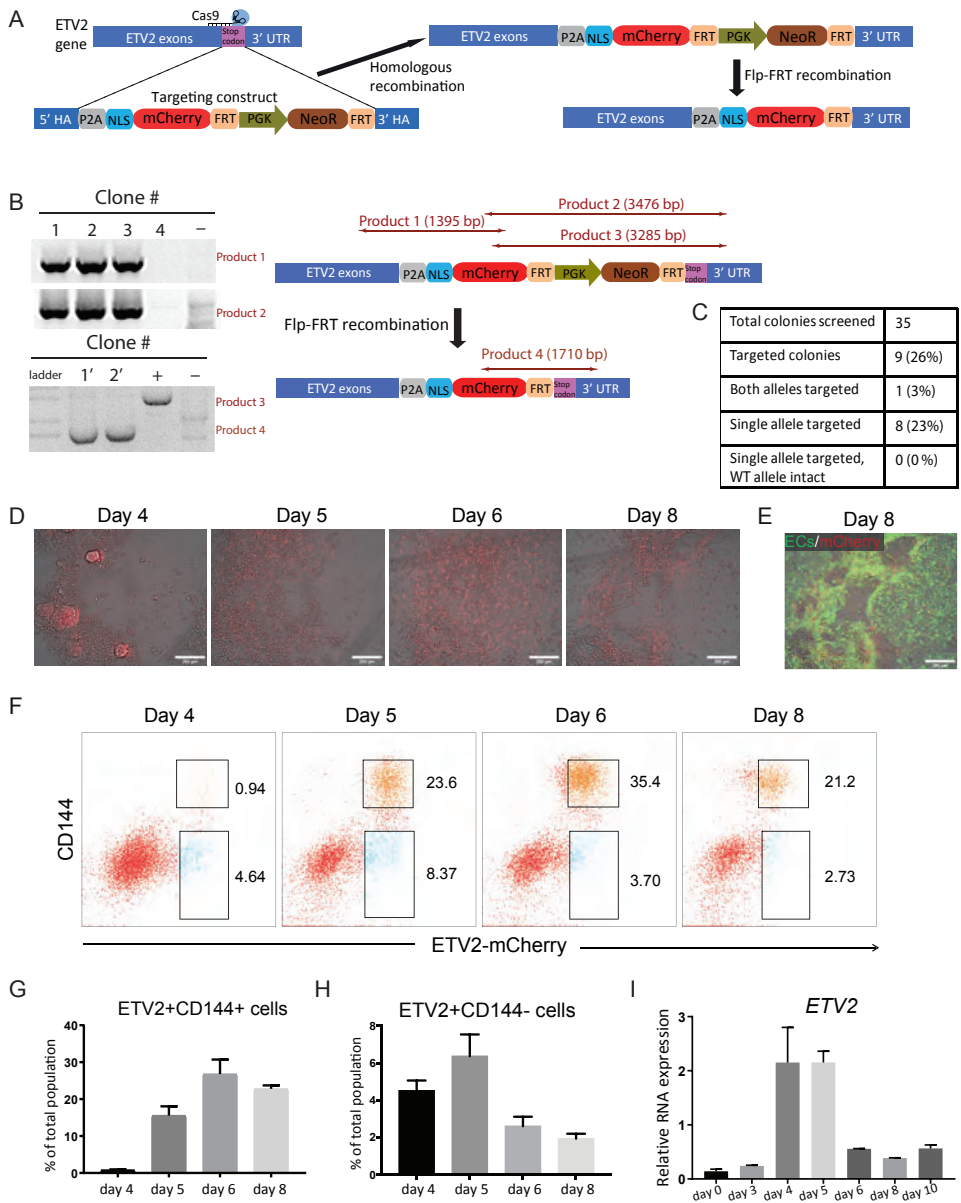 A
ETV2
gene
Cas9
ETV2 exons
Stop
codon
3’ UTR
Targeting construct
5’ HA
P2A
NLS
mCherry
FRT
PGK
NeoR
FRT
3’ HA
Homologous
recombination
ETV2 exons
P2A
NLS
mCherry
FRT
PGK
NeoR
FRT
3’ UTR
Flp-FRT recombination
ETV2 exons
P2A
NLS
mCherry
FRT
3’ UTR
B
Clone #
1 2 3 4 –
Product 1
Product 2
Clone #
ladder 1’ 2’ + –
Product 3
Product 4
Product 2 (3476 bp)
Product 1 (1395 bp)
Product 3 (3285 bp)
ETV2 exons
P2A
NLS
mCherry
FRT
PGK
NeoR
FRT
Stop
codon
3’ UTR
Flp-FRT recombination
Product 4 (1710 bp)
ETV2 exons
P2A
NLS
mCherry
FRT
Stop
codon
3’ UTR
C
Total colonies screened 35
Targeted colonies 9 (26%)
Both alleles targeted 1 (3%)
Single allele targeted 8 (23%)
Single allele targeted,
WT allele intact 0 (0 %)
D
Day 4 Day 5 Day 6 Day 8
E
Day 8
ECs/mCherry
F
Day 4 Day 5 Day 6 Day 8
CD144
0.94
4.64
23.6
8.37
35.4
3.70
21.2
2.73
ETV2-mCherry
G
ETV2+CD144+ cells
% of total population
40
30
20
10
0
day 4 day 5 day 6 day 8
H
ETV2+CD144- cells
% of total population
8
6
4
2
0
day 4 day 5 day 6 day 8
I
ETV2
Relative RNA expression
3
2
1
0
day 0 day 3 day 4 day 5 day 6 day 8 day 10